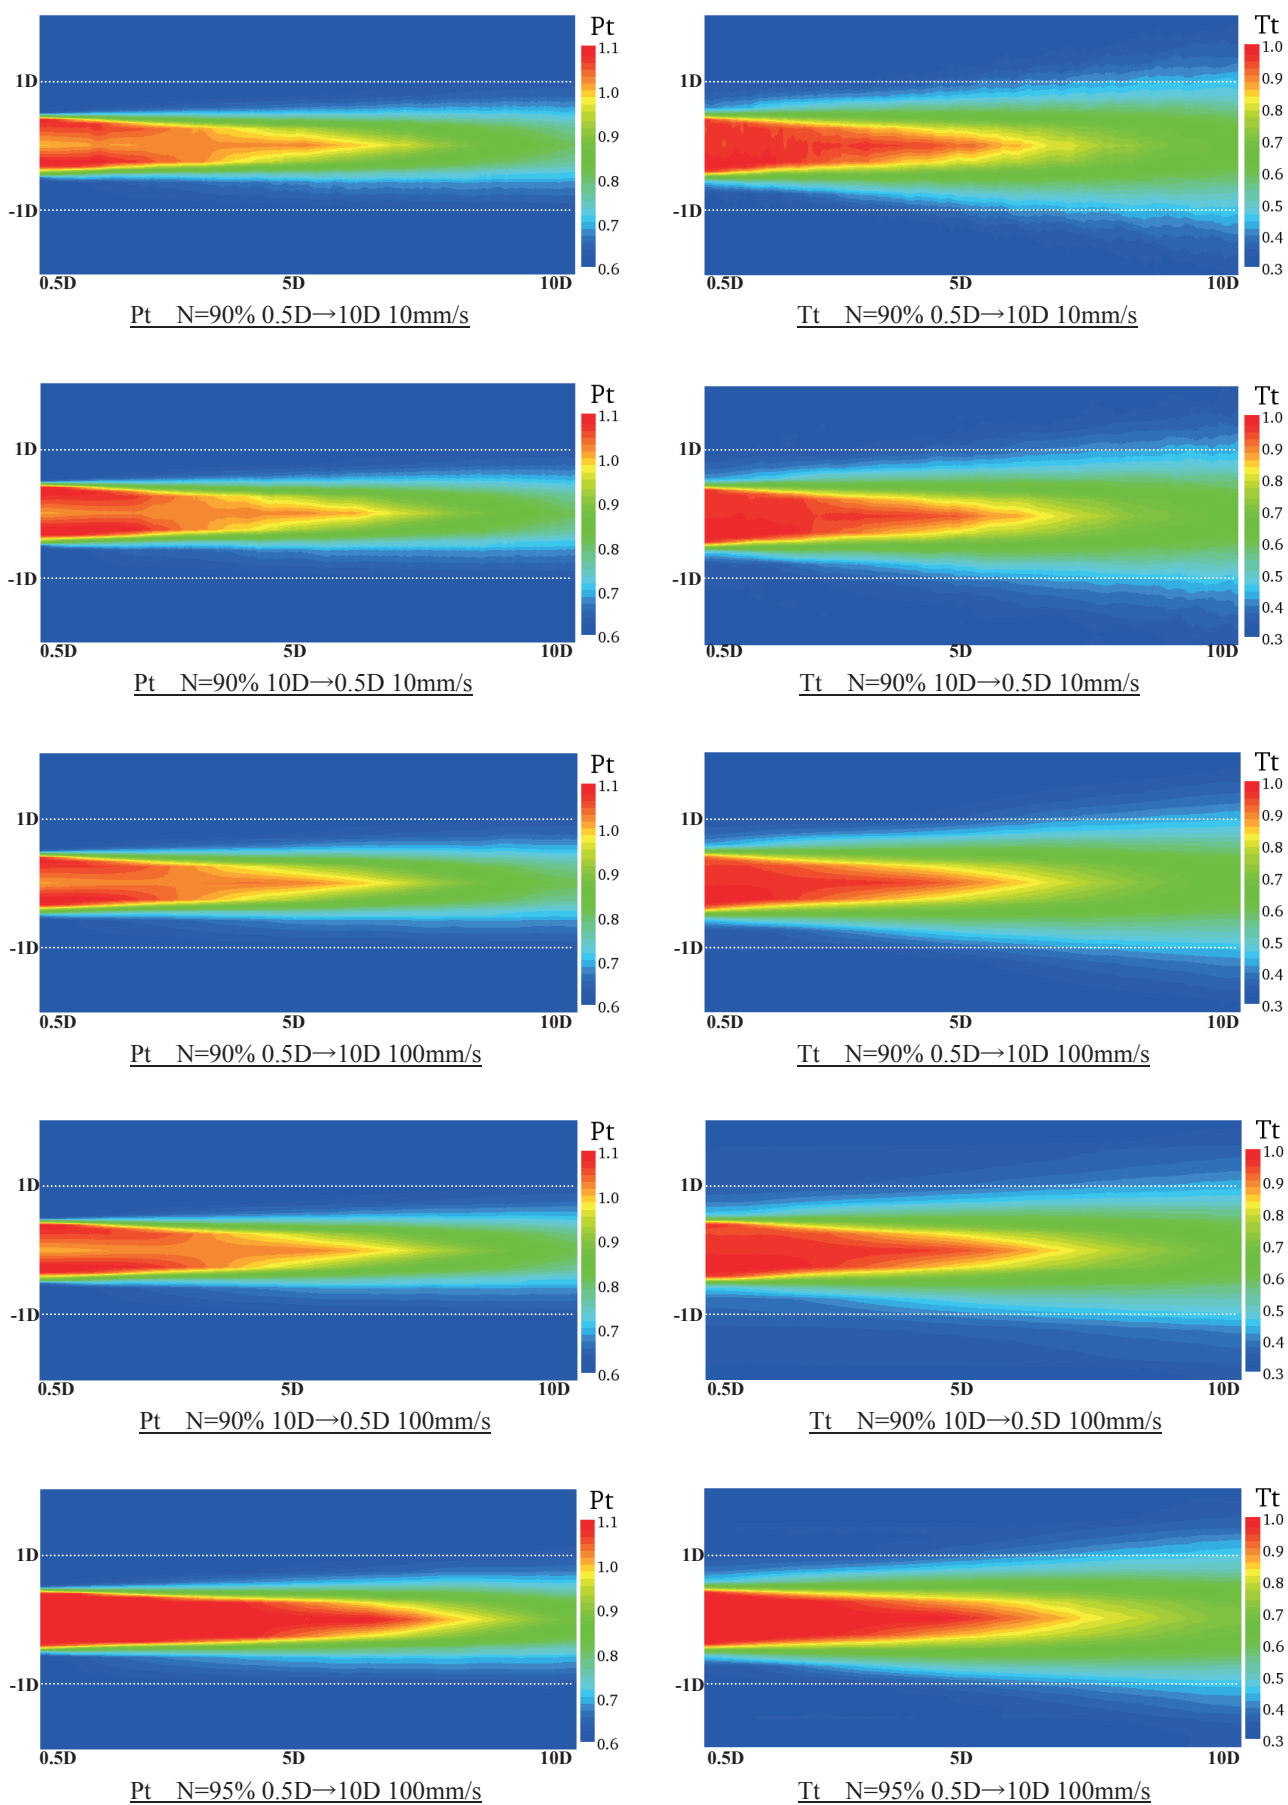 Pt
1.1
1.0
0.9
0.8
0.7
0.6
1D
-1D
0.5D 5D 10D
Pt N=90% 0.5D→10D 10mm/s
Tt
1.0
0.9
0.8
0.7
0.6
0.5
0.4
0.3
1D
-1D
0.5D 5D 10D
Tt N=90% 0.5D→10D 10mm/s
Pt
1.1
1.0
0.9
0.8
0.7
0.6
1D
-1D
0.5D 5D 10D
Pt N=90% 10D→0.5D 10mm/s
Tt
1.0
0.9
0.8
0.7
0.6
0.5
0.4
0.3
1D
-1D
0.5D 5D 10D
Tt N=90% 10D→0.5D 10mm/s
Pt
1.1
1.0
0.9
0.8
0.7
0.6
1D
-1D
0.5D 5D 10D
Pt N=90% 0.5D→10D 100mm/s
Tt
1.0
0.9
0.8
0.7
0.6
0.5
0.4
0.3
1D
-1D
0.5D 5D 10D
Tt N=90% 0.5D→10D 100mm/s
Pt
1.1
1.0
0.9
0.8
0.7
0.6
1D
-1D
0.5D 5D 10D
Pt N=90% 10D→0.5D 100mm/s
Tt
1.0
0.9
0.8
0.7
0.6
0.5
0.4
0.3
1D
-1D
0.5D 5D 10D
Tt N=90% 10D→0.5D 100mm/s
Pt
1.1
1.0
0.9
0.8
0.7
0.6
1D
-1D
0.5D 5D 10D
Pt N=95% 0.5D→10D 100mm/s
Tt
1.0
0.9
0.8
0.7
0.6
0.5
0.4
0.3
1D
-1D
0.5D 5D 10D
Tt N=95% 0.5D→10D 100mm/s